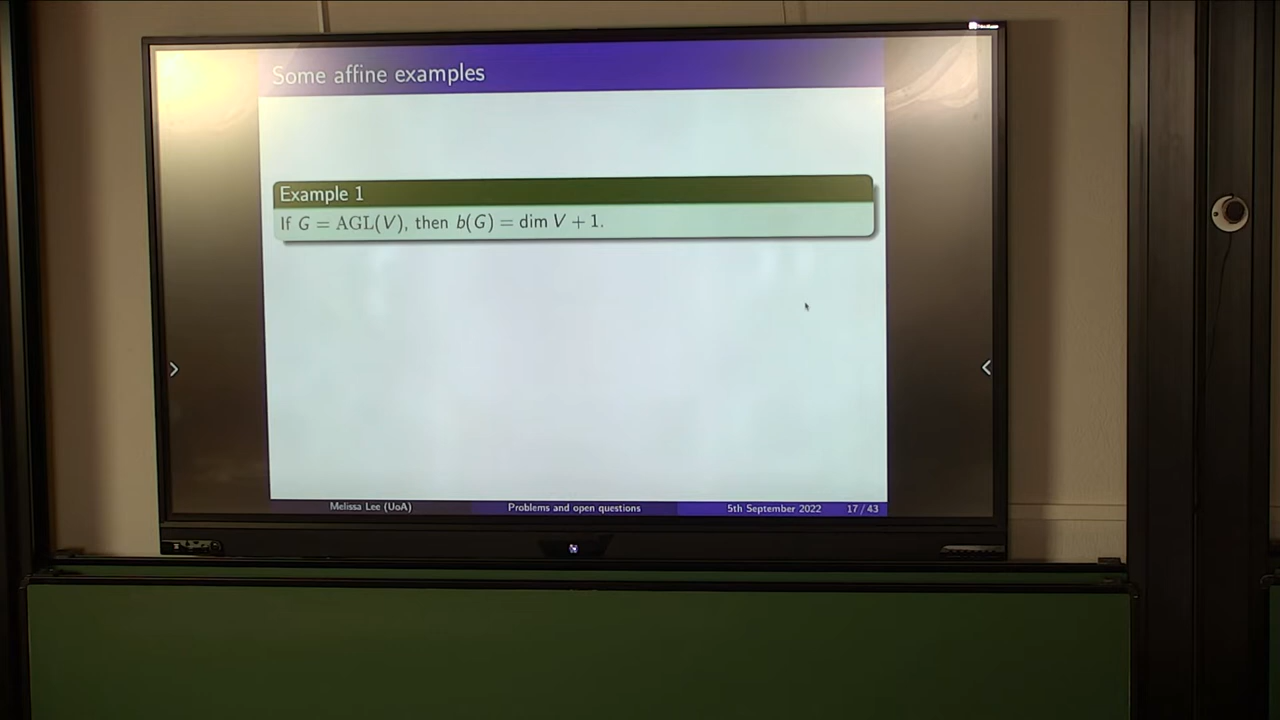 Some affine examples
Example 1
If G = AGL(V), then b(G) = dim V + 1.
Melissa Lee (UoA) Problems and open questions 5th September 2022 17 / 43